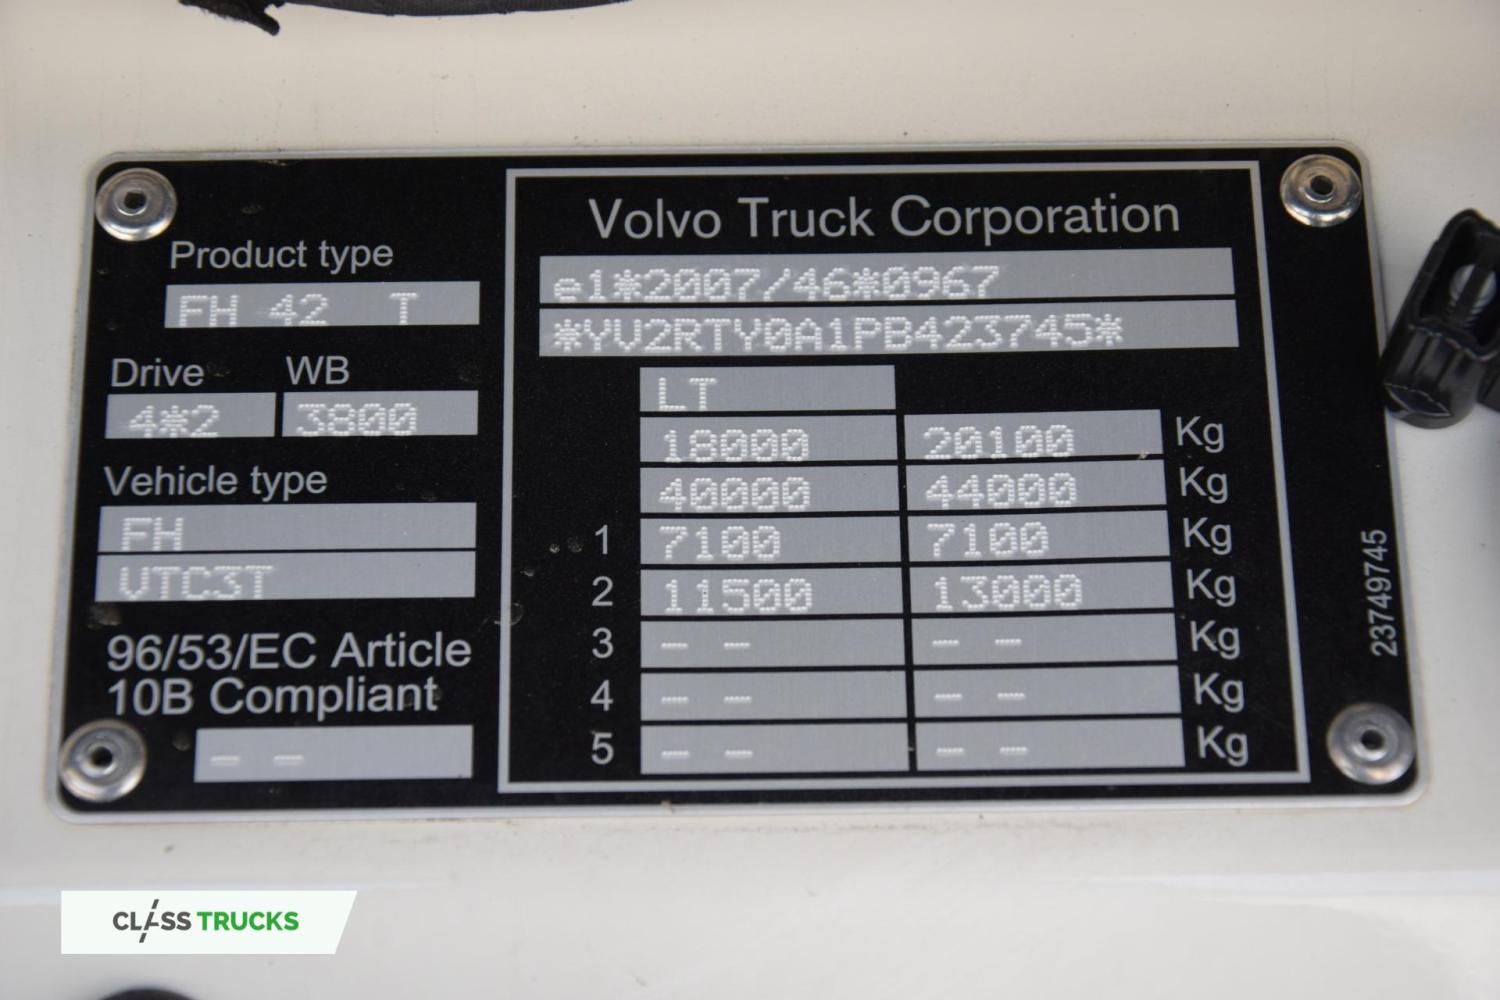 Volvo Truck Corporation
Product type
FH 42 T
e1*2007/46*0967
*YV2RTY0A1PB423745*
Drive WB
4*2 3800
LT
18000 20100 Kg
40000 44000 Kg
Vehicle type
FH
VTC3T
1 7100 7100 Kg
2 11500 13000 Kg
3 -- -- Kg
4 -- -- Kg
5 -- -- Kg
96/53/EC Article
10B Compliant
-- 
23749745
CLASS TRUCKS